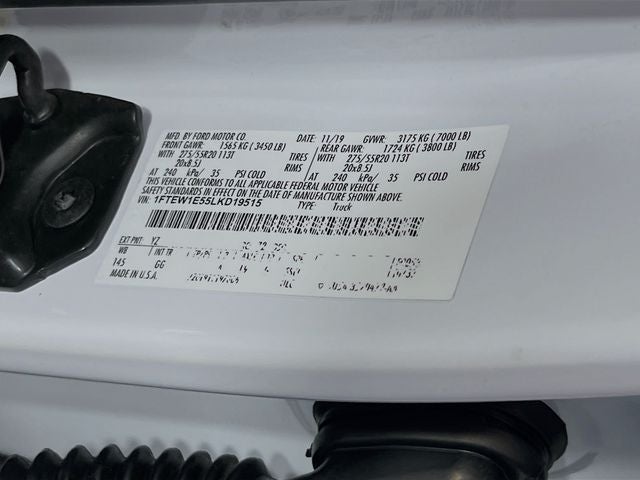 MFD. BY FORD MOTOR CO. DATE: 11/19 GVWR: 3175 KG ( 7000 LB)
FRONT GAWR: 1565 KG ( 3450 LB) REAR GAWR: 1724 KG ( 3800 LB)
WITH 275/55R20 113T TIRES WITH 275/55R20 113T TIRES
20x8.5J RIMS 20x8.5J RIMS
AT 240 kPa/ 35 PSI COLD AT 240 kPa/ 35 PSI COLD
THIS VEHICLE CONFORMS TO ALL APPLICABLE FEDERAL MOTOR VEHICLE
SAFETY STANDARDS IN EFFECT ON THE DATE OF MANUFACTURE SHOWN ABOVE.
VIN: 1FTEW1E55LKD19515 TYPE: Truck
EXT PNT: YZ
WB INT TR
145 GG
MADE IN U.S.A.